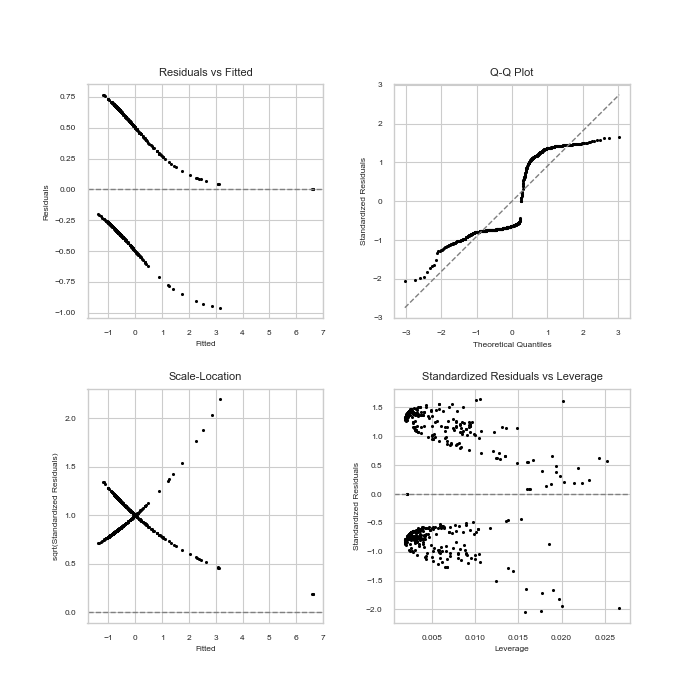 Residuals vs Fitted
Residuals
0.75
0.50
0.25
0.00
−0.25
−0.50
−0.75
−1.00
−1 0 1 2 3 4 5 6 7
Fitted
Q-Q Plot
Standardized Residuals
3
2
1
0
−1
−2
−3
−3 −2 −1 0 1 2 3
Theoretical Quantiles
Scale-Location
sqrt(Standardized Residuals)
2.0
1.5
1.0
0.5
0.0
−1 0 1 2 3 4 5 6 7
Fitted
Standardized Residuals vs Leverage
Standardized Residuals
1.5
1.0
0.5
0.0
−0.5
−1.0
−1.5
−2.0
0.005 0.010 0.015 0.020 0.025
Leverage